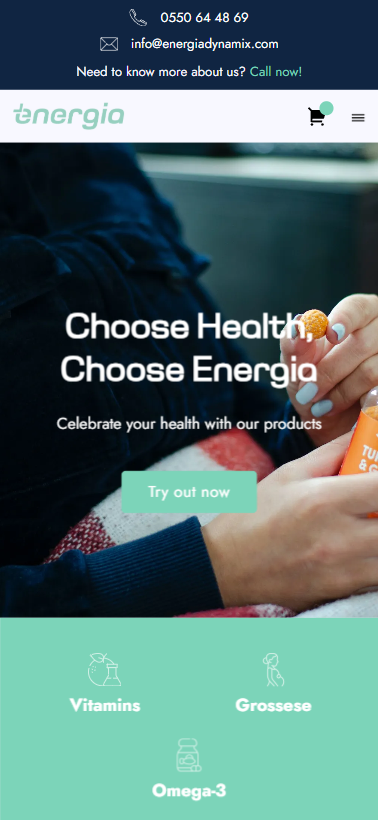 0550 64 48 69
info@energiadynamix.com
Need to know more about us? Call now!
energia
Choose Health,
Choose Energia
Celebrate your health with our products
Try out now
Vitamins
Grossese
Omega-3